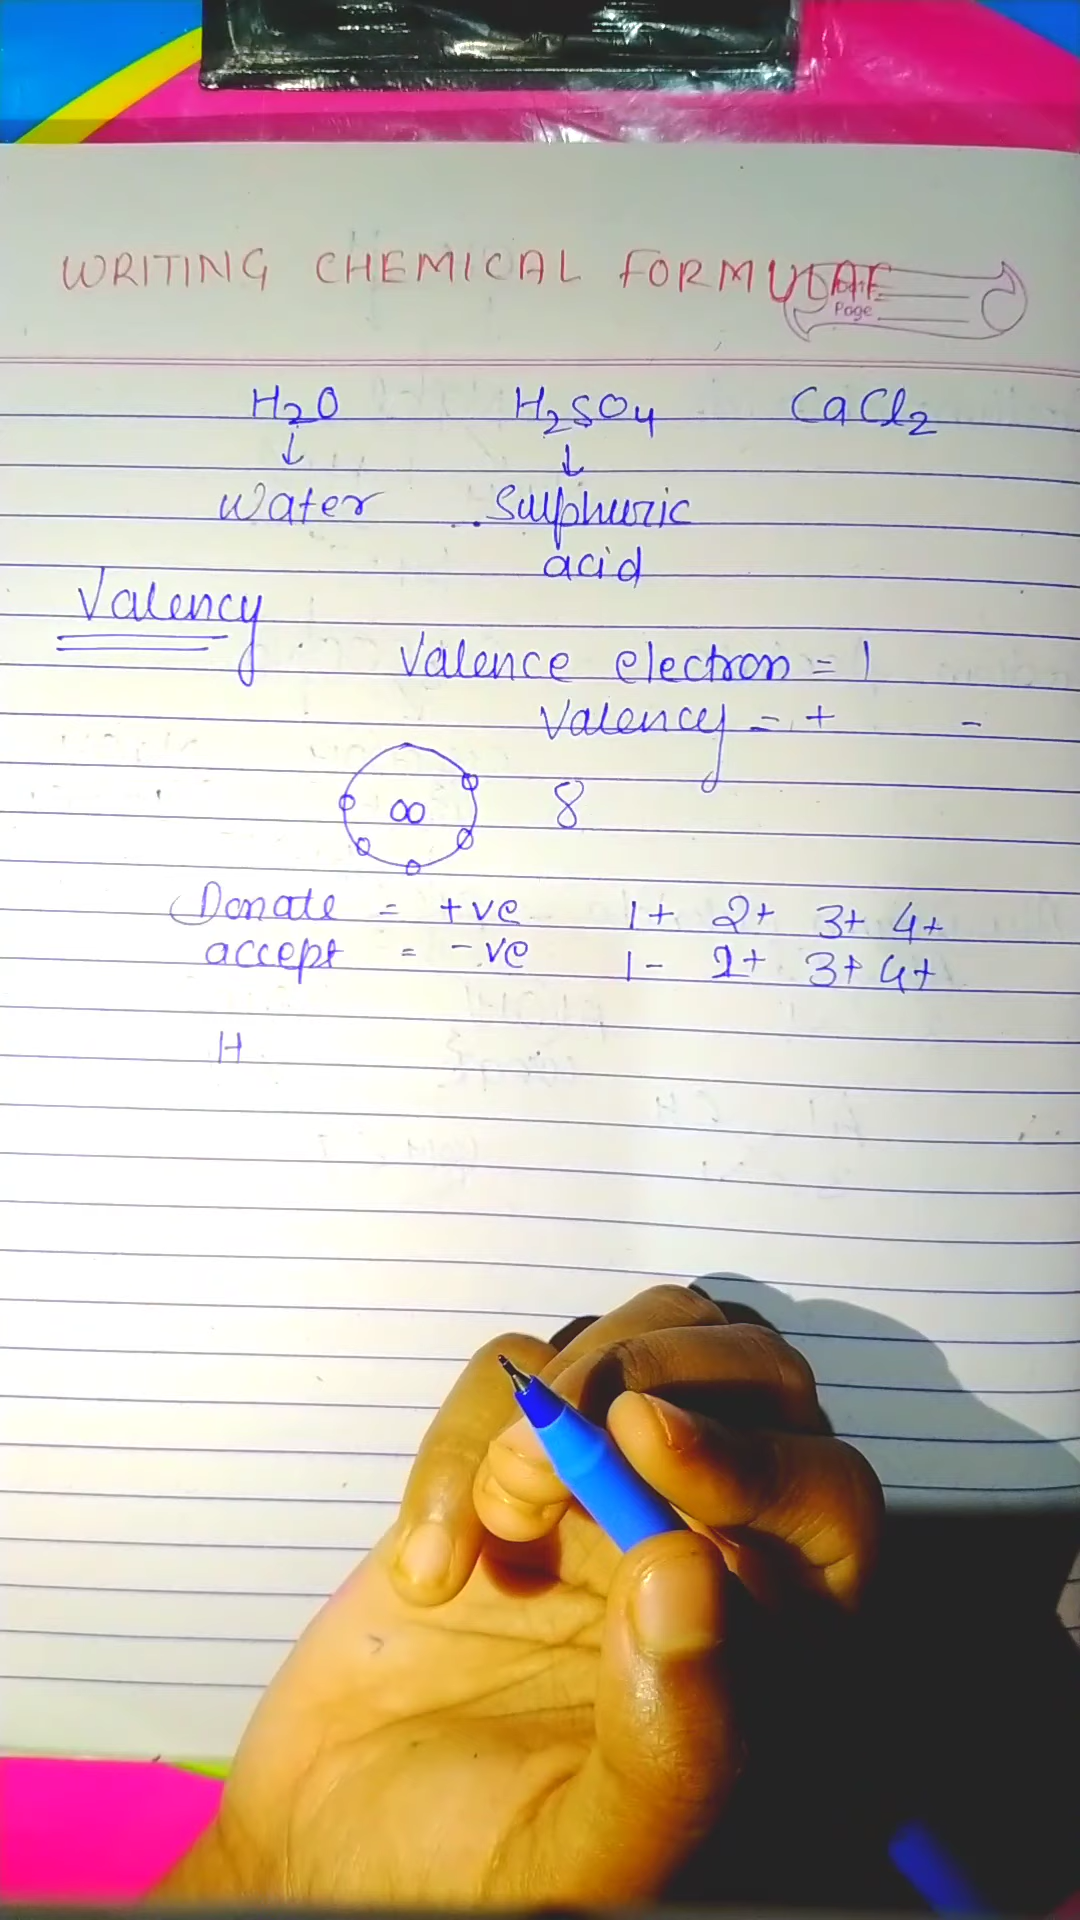 WRITING CHEMICAL FORMULAE
Page
H2O H2SO4 CaCl2
↓ ↓
Water Sulphuric
acid
Valency
Valence electron = 1
Valency = + -
8
Donate = +ve 1+ 2+ 3+ 4+
accept = -ve 1- 2+ 3+ 4+
H